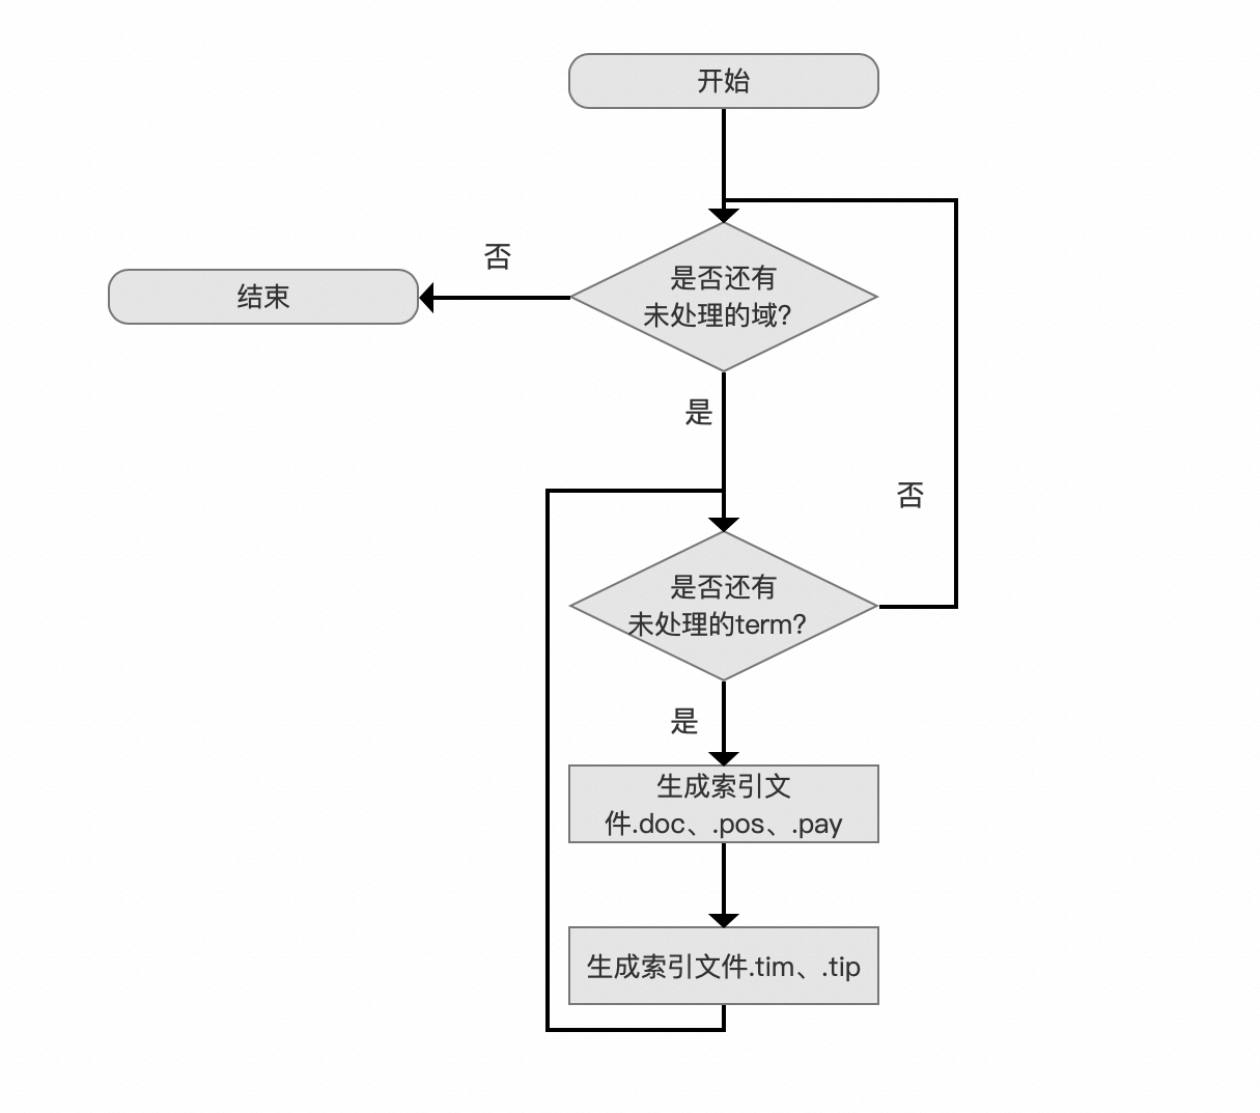 开始
否
结束
是否还有
未处理的域?
是
否
是否还有
未处理的term?
是
生成索引文
件.doc、.pos、.pay
生成索引文件.tim、.tip